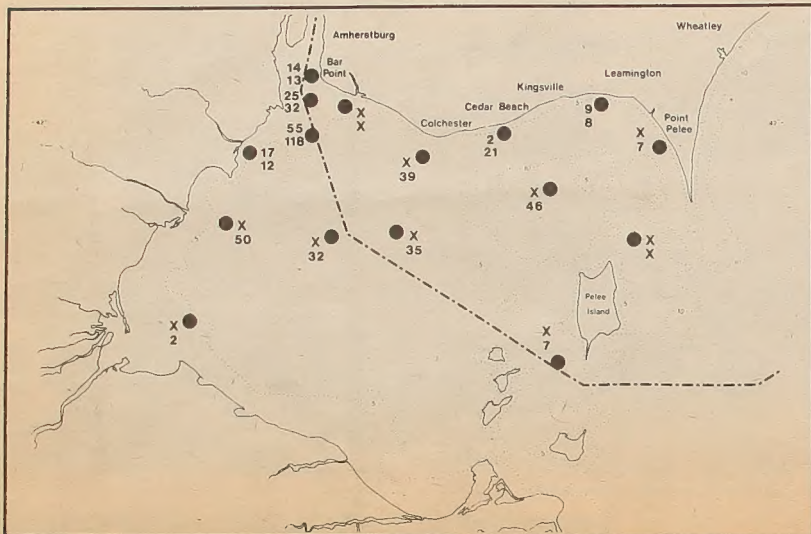 Wheatley
Amherstburg
Bar
Point
14
13
25
32
55
118
17
12
X
X
Colchester
Cedar Beach
Kingsville
Leamington
9
8
2
21
Point
Pelee
X
7
X
39
X
46
X
50
X
32
X
35
X
X
Pelee
Island
X
2
X
7